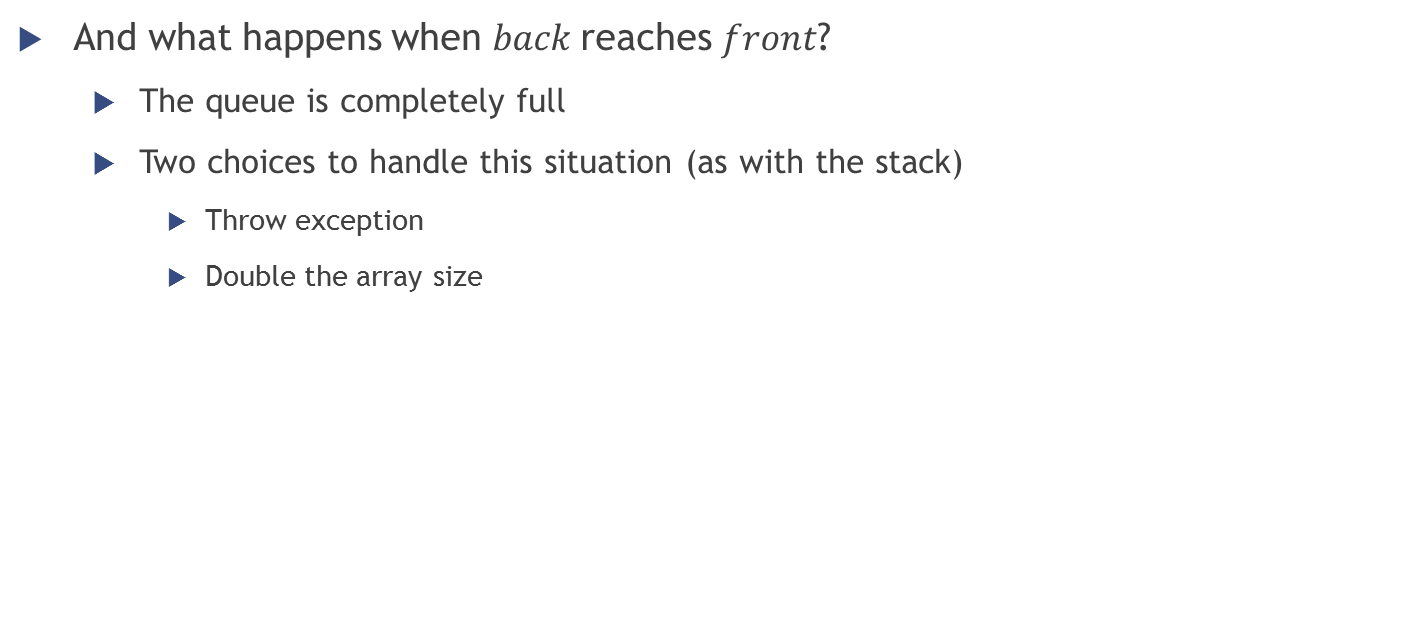 And what happens when back reaches front?
The queue is completely full
Two choices to handle this situation (as with the stack)
Throw exception
Double the array size